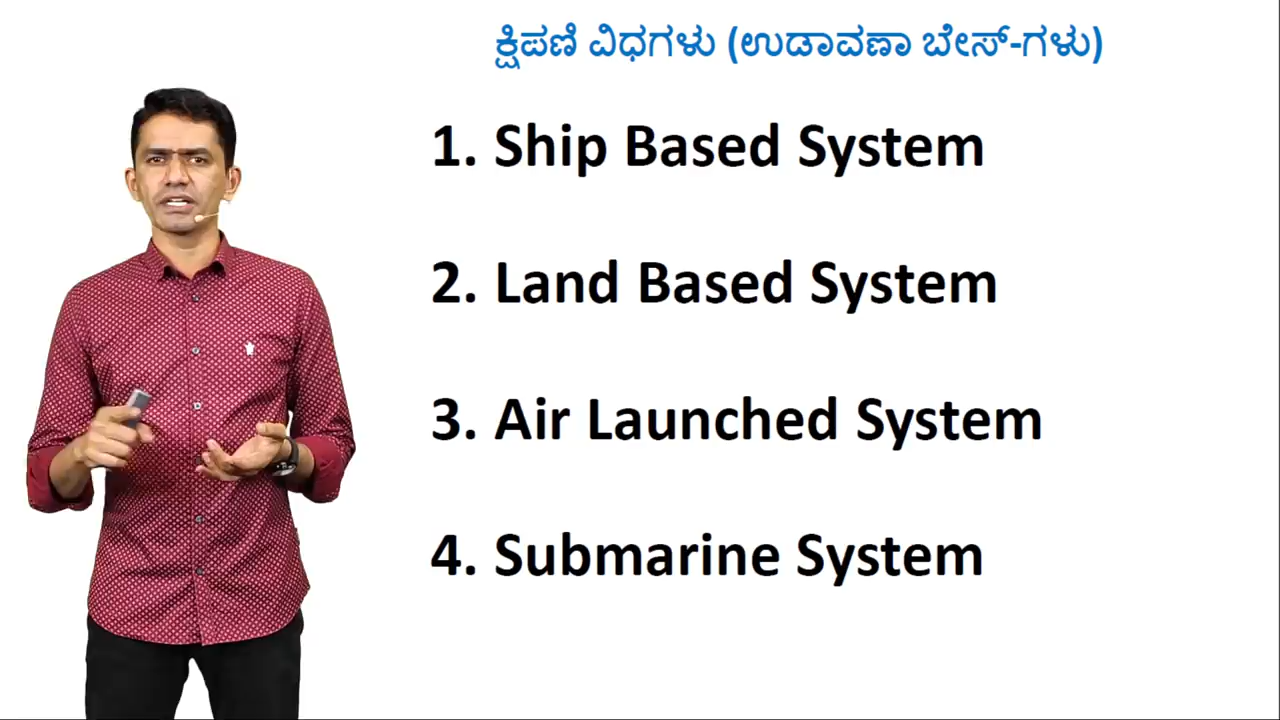 ಕ್ಷಿಪಣಿ ವಿಧಗಳು (ಉಡಾವಣಾ ಬೇಸ್-ಗಳು)
1. Ship Based System
2. Land Based System
3. Air Launched System
4. Submarine System